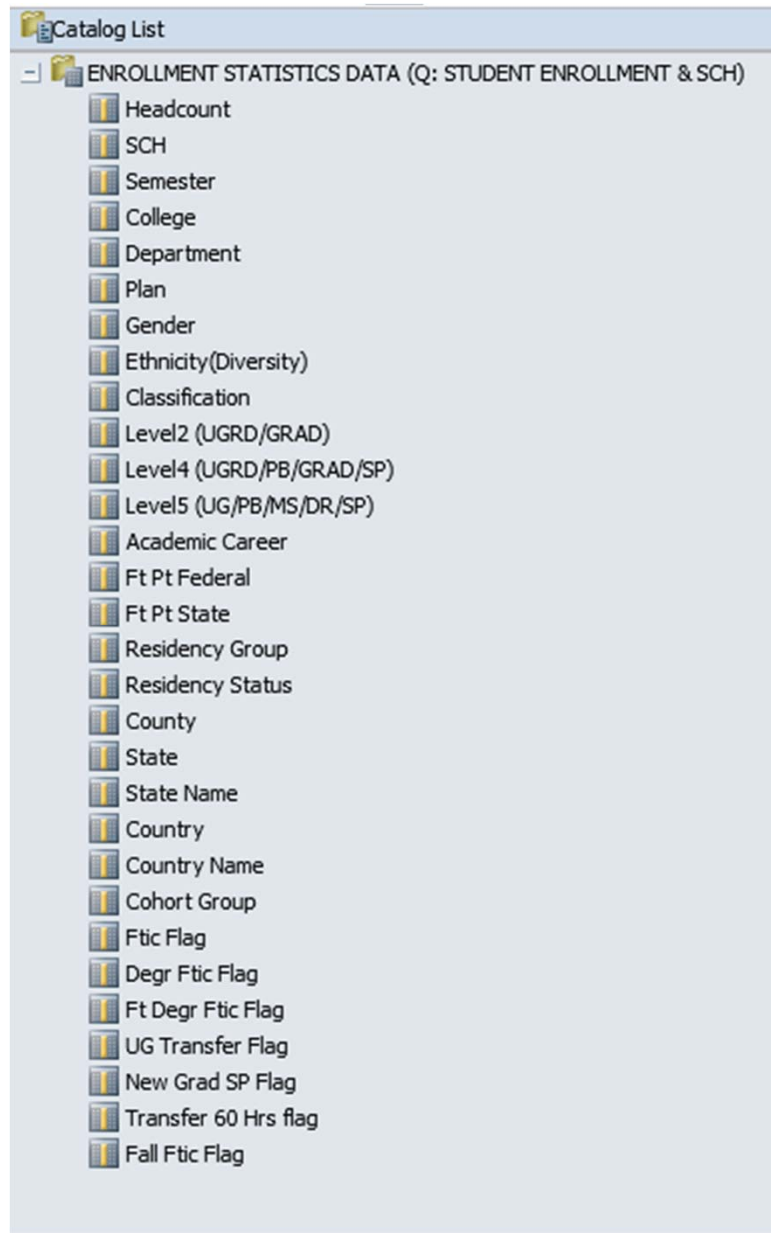 Catalog List
ENROLLMENT STATISTICS DATA (Q: STUDENT ENROLLMENT & SCH)
Headcount
SCH
Semester
College
Department
Plan
Gender
Ethnicity(Diversity)
Classification
Level2 (UGRD/GRAD)
Level4 (UGRD/PB/GRAD/SP)
Level5 (UG/PB/MS/DR/SP)
Academic Career
Ft Pt Federal
Ft Pt State
Residency Group
Residency Status
County
State
State Name
Country
Country Name
Cohort Group
Ftic Flag
Degr Ftic Flag
Ft Degr Ftic Flag
UG Transfer Flag
New Grad SP Flag
Transfer 60 Hrs flag
Fall Ftic Flag